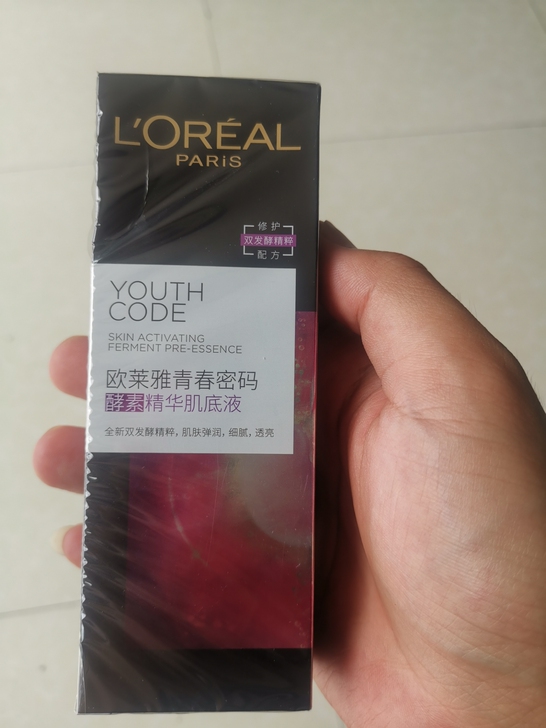 L'ORÉAL
PARiS
修护
双发酵精粹
配方
YOUTH
CODE
SKIN ACTIVATING
FERMENT PRE-ESSENCE
欧莱雅青春密码
酵素精华肌底液
全新双发酵精粹，肌肤弹润，细腻，透亮